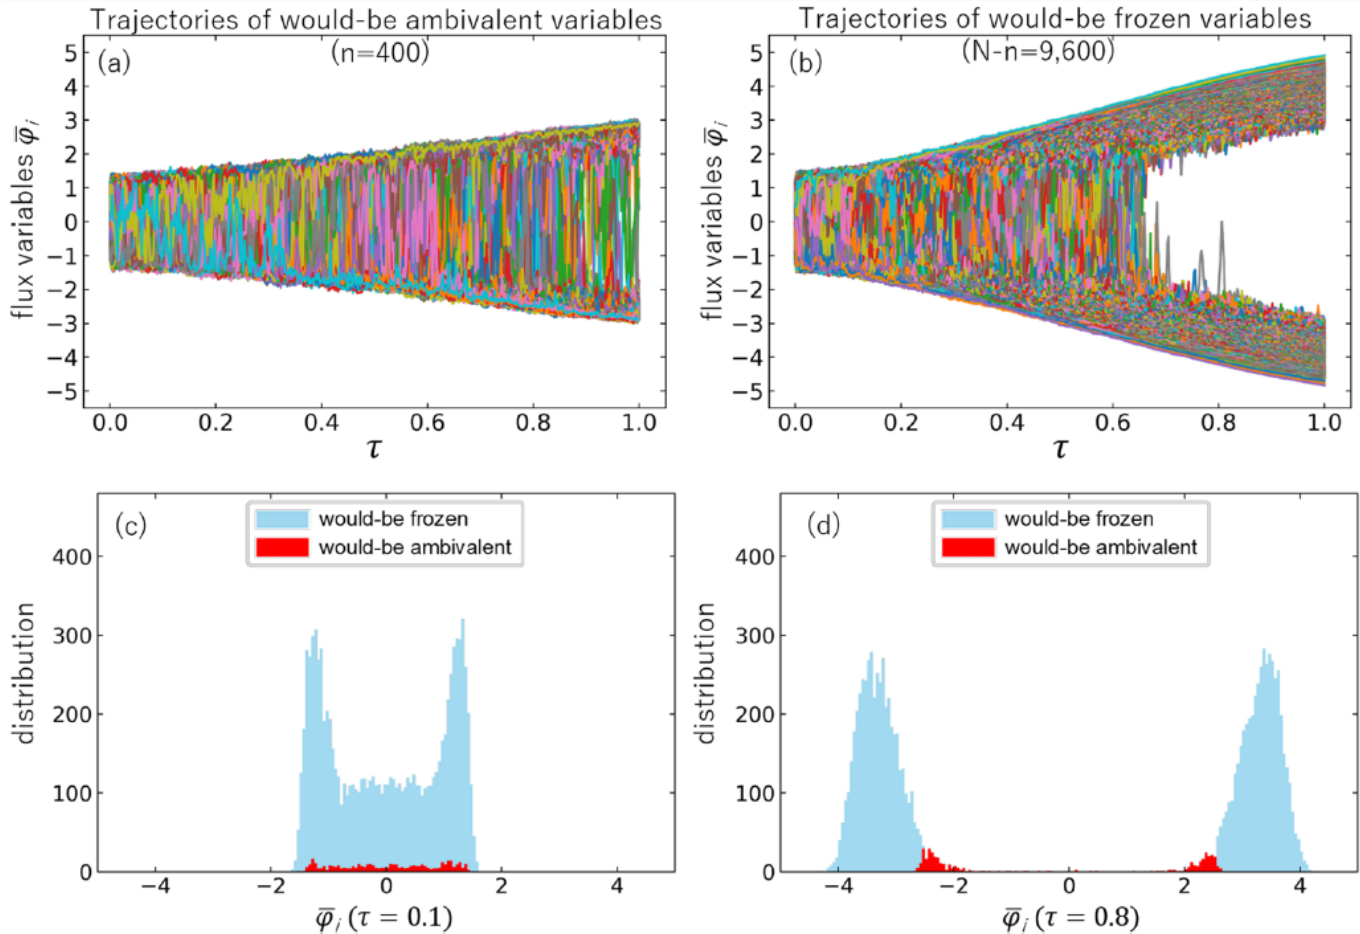 Trajectories of would-be ambivalent variables
(n=400)
(a)
flux variables φ̅ᵢ
5
4
3
2
1
0
−1
−2
−3
−4
−5
0.0 0.2 0.4 0.6 0.8 1.0
τ
Trajectories of would-be frozen variables
(N-n=9,600)
(b)
flux variables φ̅ᵢ
5
4
3
2
1
0
−1
−2
−3
−4
−5
0.0 0.2 0.4 0.6 0.8 1.0
τ
(c)
would-be frozen
would-be ambivalent
distribution
400
300
200
100
0
−4 −2 0 2 4
φ̅ᵢ (τ = 0.1)
(d)
would-be frozen
would-be ambivalent
distribution
400
300
200
100
0
−4 −2 0 2 4
φ̅ᵢ (τ = 0.8)